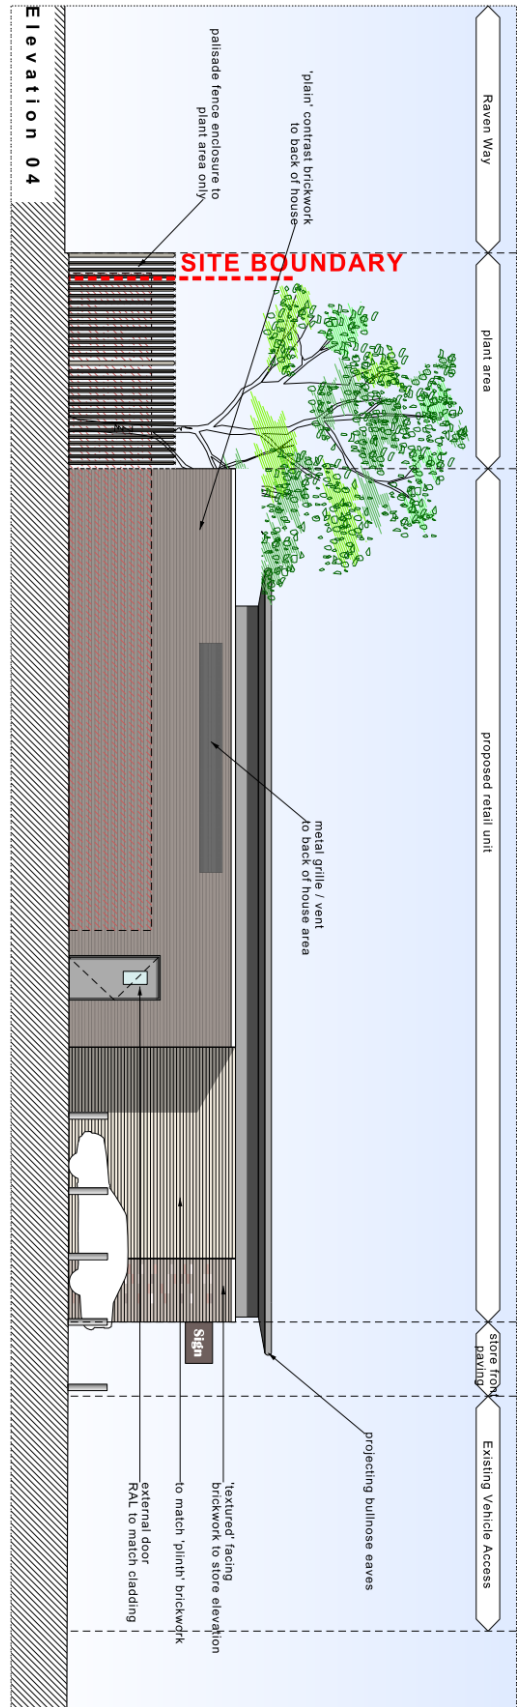 Raven Way
plant area
proposed retail unit
store front
paving
Existing Vehicle Access
palisade fence enclosure to
plant area only
'plain' contrast brickwork
to back of house
SITE BOUNDARY
metal grille / vent
to back of house area
projecting bullnose eaves
Sign
'textured' facing
brickwork to store elevation
to match 'plinth' brickwork
external door
RAL to match cladding
Elevation 04